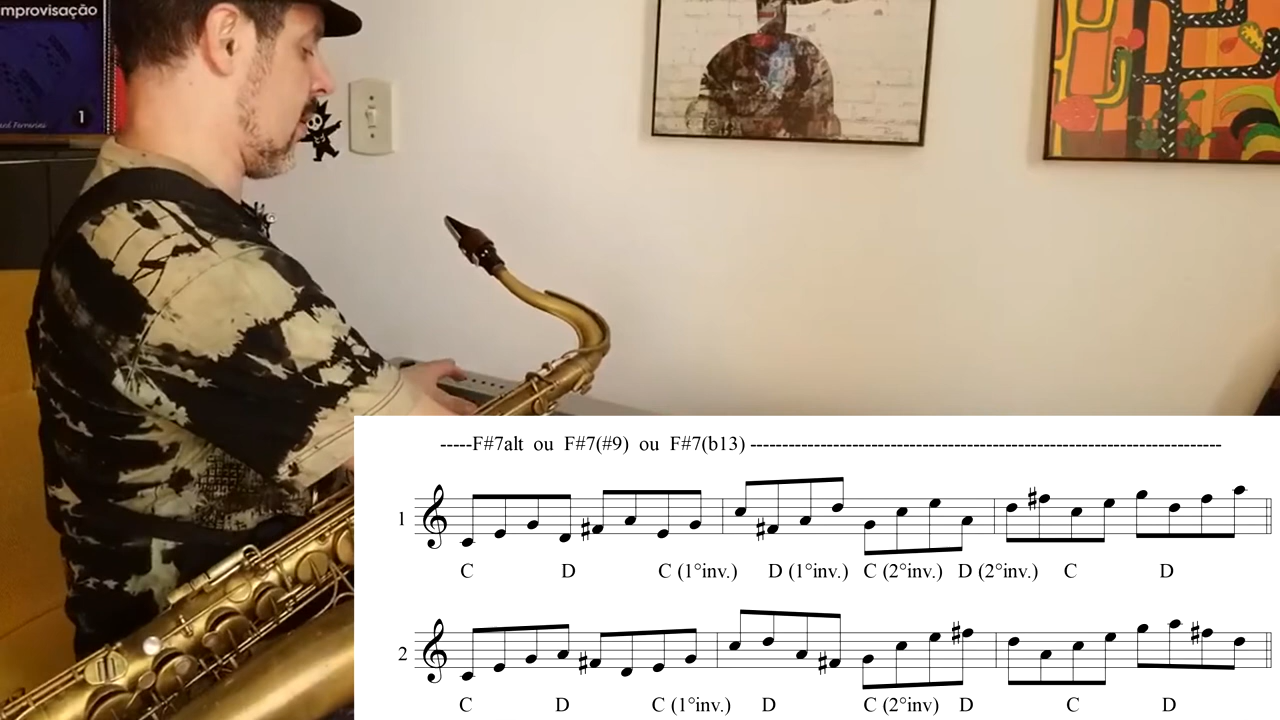 mprovisação
1
-----F#7alt ou F#7(#9) ou F#7(b13) --------------------------------------------------------------------------
1
C D C (1°inv.) D (1°inv.) C (2°inv.) D (2°inv.) C D
2
C D C (1°inv.) D C (2°inv) D C D